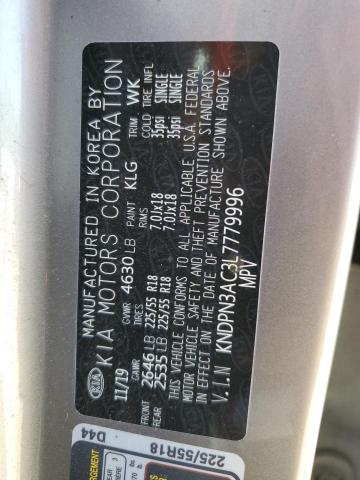 MANUFACTURED IN KOREA BY
KIA KIA MOTORS CORPORATION
11/19 GVWR 4630 LB PAINT KLG TRIM WK
GAWR RIMS COLD TIRE INFL
FRONT 2646 LB 225/55 R18 7.0Jx18 35psi SINGLE
REAR 2535 LB 225/55 R18 7.0Jx18 35psi SINGLE
THIS VEHICLE CONFORMS TO ALL APPLICABLE U.S.A. FEDERAL
MOTOR VEHICLE SAFETY AND THEFT PREVENTION STANDARDS
IN EFFECT ON THE DATE OF MANUFACTURE SHOWN ABOVE.
V.I.N KNDPN3AC3L7779996
MPV
D44
225/55R18